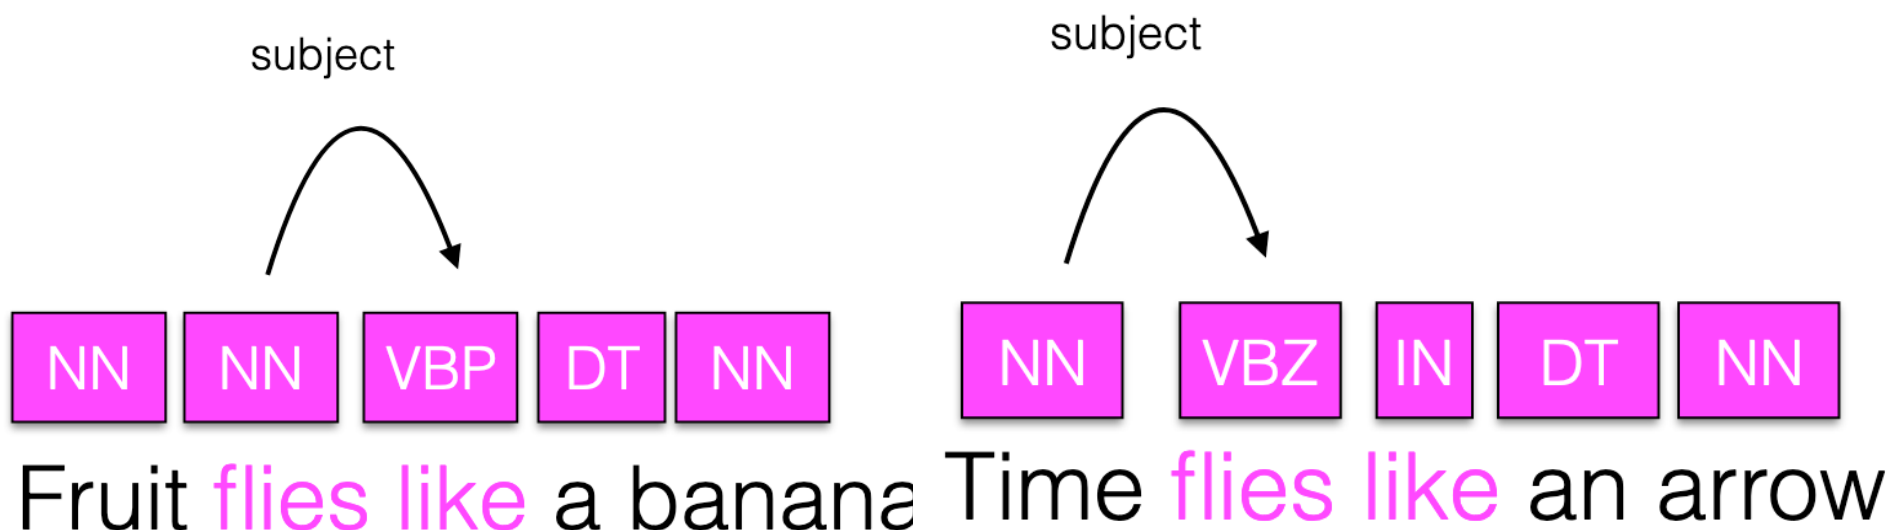 subject
NN NN VBP DT NN
Fruit flies like a banana
subject
NN VBZ IN DT NN
Time flies like an arrow